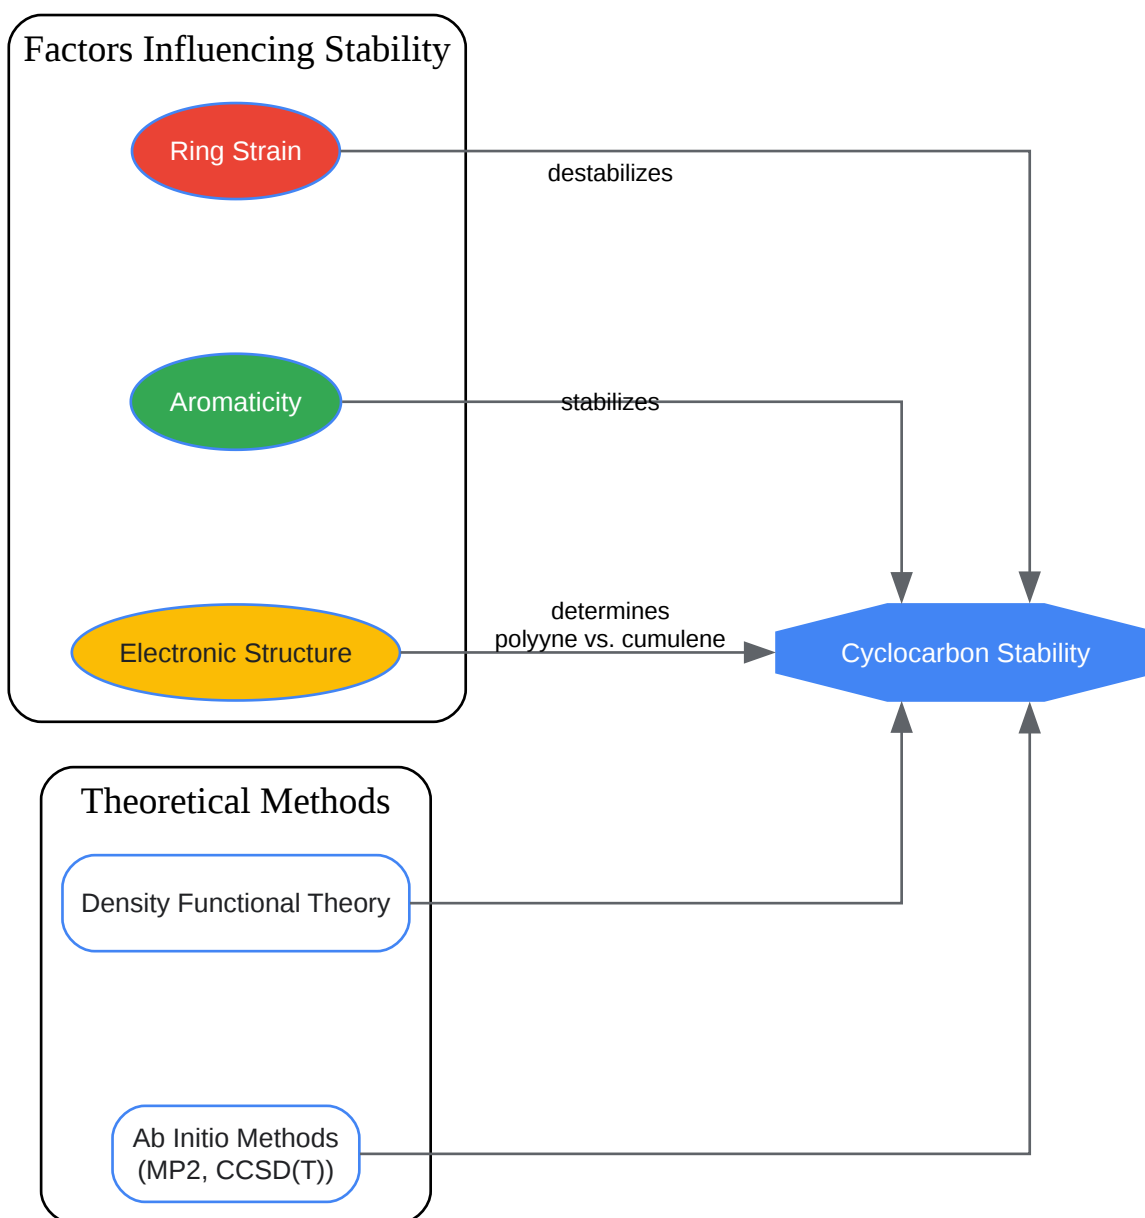 Factors Influencing Stability
Ring Strain
destabilizes
Aromaticity
stabilizes
determines
polyyne vs. cumulene
Electronic Structure
Cyclocarbon Stability
Theoretical Methods
Density Functional Theory
Ab Initio Methods
(MP2, CCSD(T))